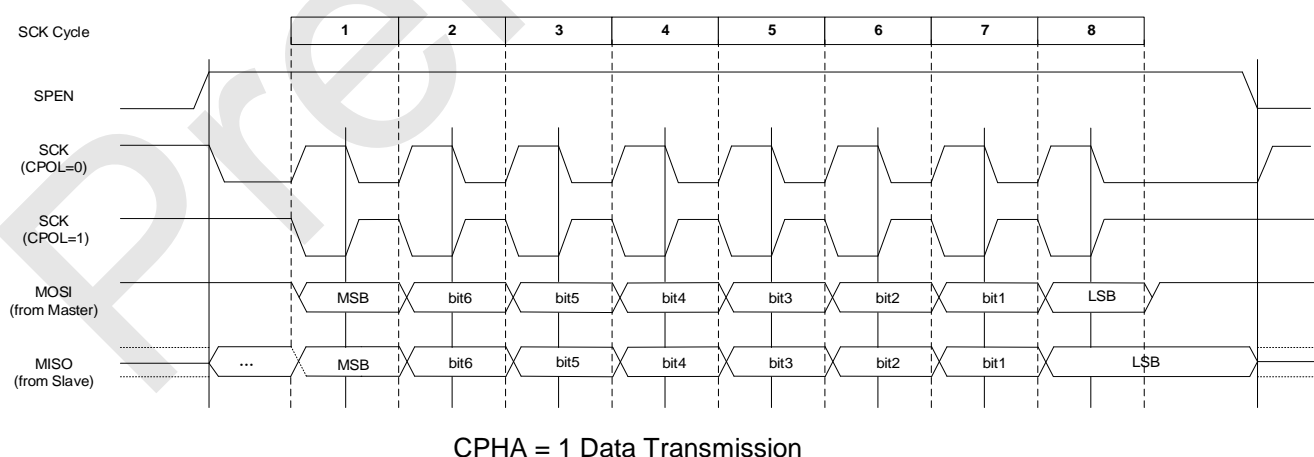 SCK Cycle 1 2 3 4 5 6 7 8
SPEN
SCK
(CPOL=0)
SCK
(CPOL=1)
MOSI
(from Master)
MSB bit6 bit5 bit4 bit3 bit2 bit1 LSB
MISO
(from Slave)
... MSB bit6 bit5 bit4 bit3 bit2 bit1 LSB
CPHA = 1 Data Transmission
Prel